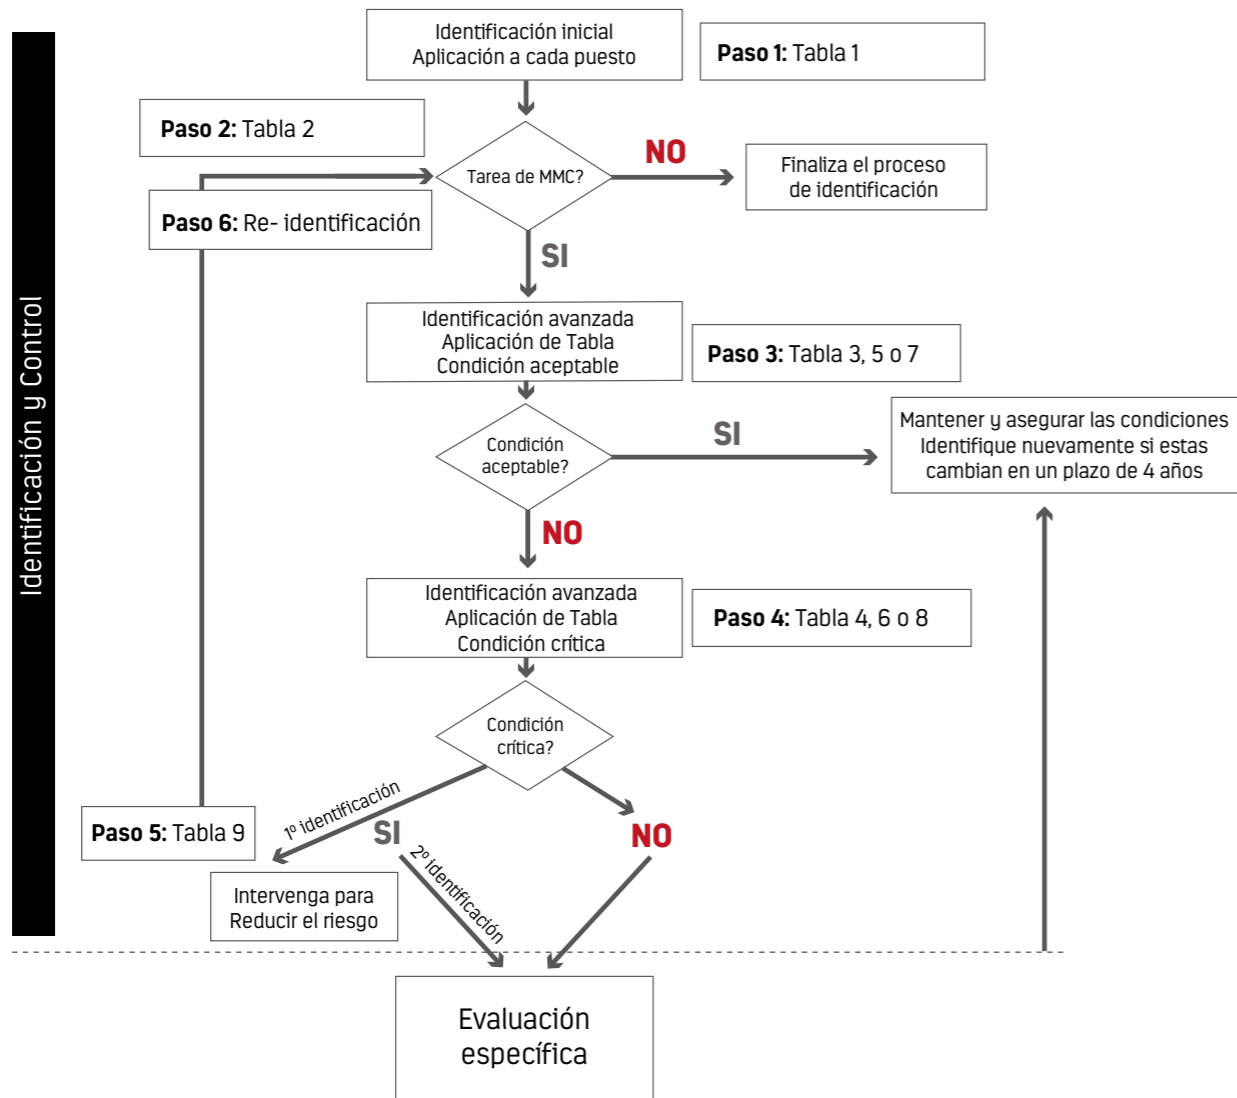 Identificación y Control
Identificación inicial
Aplicación a cada puesto
Paso 1: Tabla 1
Paso 2: Tabla 2
Tarea de MMC?
NO
Finaliza el proceso
de identificación
Paso 6: Re- identificación
SI
Identificación avanzada
Aplicación de Tabla
Condición aceptable
Paso 3: Tabla 3, 5 o 7
Condición
aceptable?
SI
Mantener y asegurar las condiciones
Identifique nuevamente si estas
cambian en un plazo de 4 años
NO
Identificación avanzada
Aplicación de Tabla
Condición crítica
Paso 4: Tabla 4, 6 o 8
Condición
crítica?
1º identificación
Paso 5: Tabla 9
SI
NO
2º identificación
Intervenga para
Reducir el riesgo
Evaluación
específica